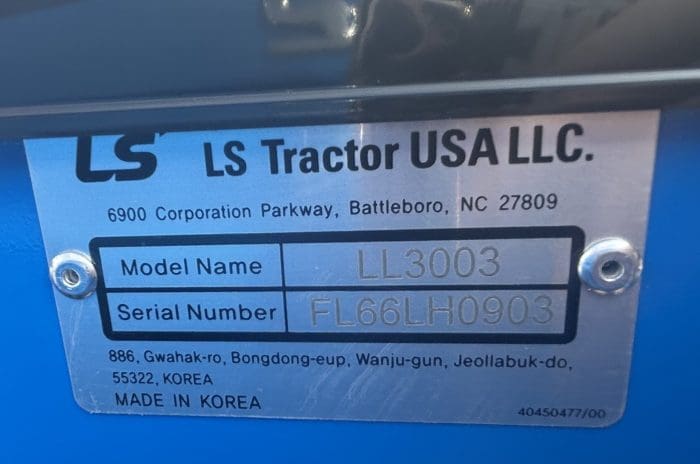 LS LS Tractor USA LLC.
6900 Corporation Parkway, Battleboro, NC 27809
Model Name LL3003
Serial Number FL66LH0903
886, Gwahak-ro, Bongdong-eup, Wanju-gun, Jeollabuk-do,
55322, KOREA
MADE IN KOREA
40450477/00